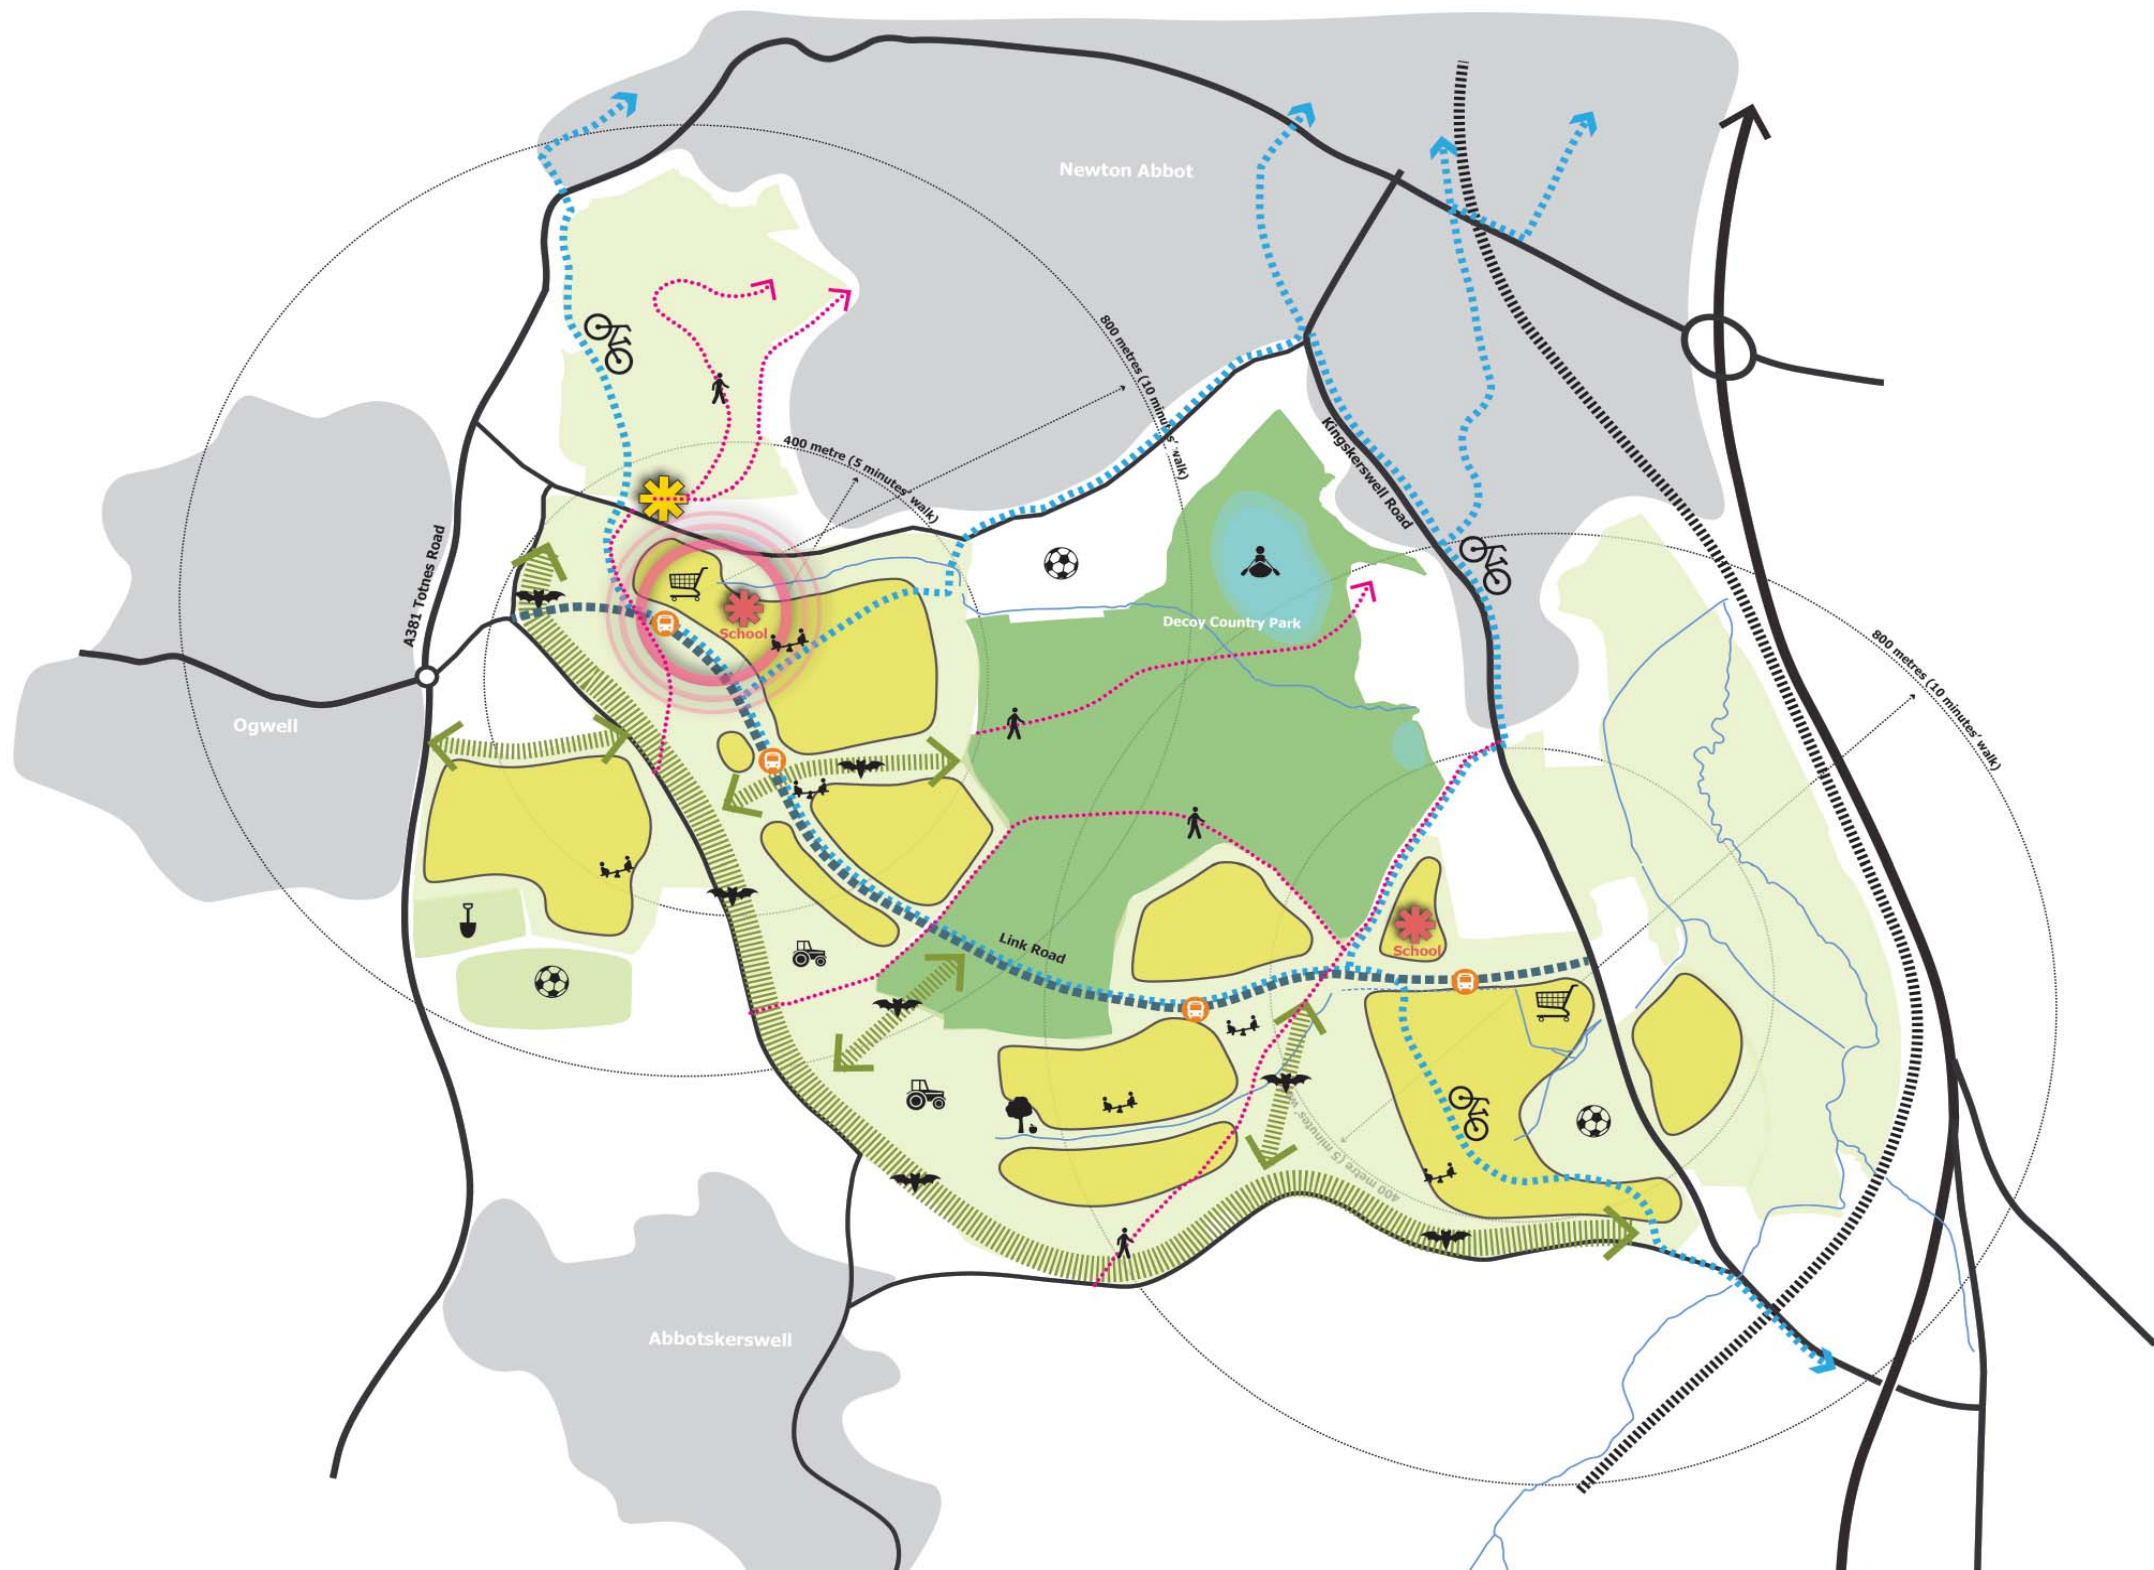 Newton Abbot
800 metres (10 minutes' walk)
400 metre (5 minutes' walk)
Kingskerswell Road
A381 Totnes Road
Decoy Country Park
School
800 metres (10 minutes' walk)
Ogwell
Link Road
School
400 metre (5 minutes' w
Abbotskerswell